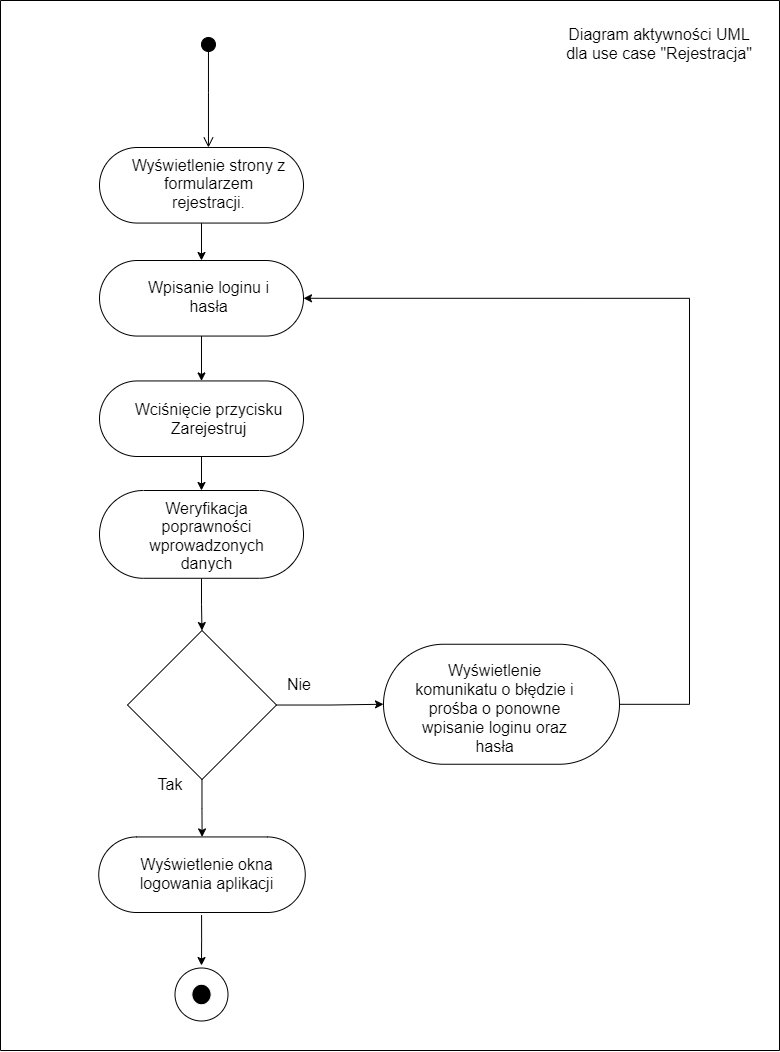 Diagram aktywności UML
dla use case "Rejestracja"
Wyświetlenie strony z
formularzem
rejestracji.
Wpisanie loginu i
hasła
Wciśnięcie przycisku
Zarejestruj
Weryfikacja
poprawności
wprowadzonych
danych
Nie
Wyświetlenie
komunikatu o błędzie i
prośba o ponowne
wpisanie loginu oraz
hasła
Tak
Wyświetlenie okna
logowania aplikacji